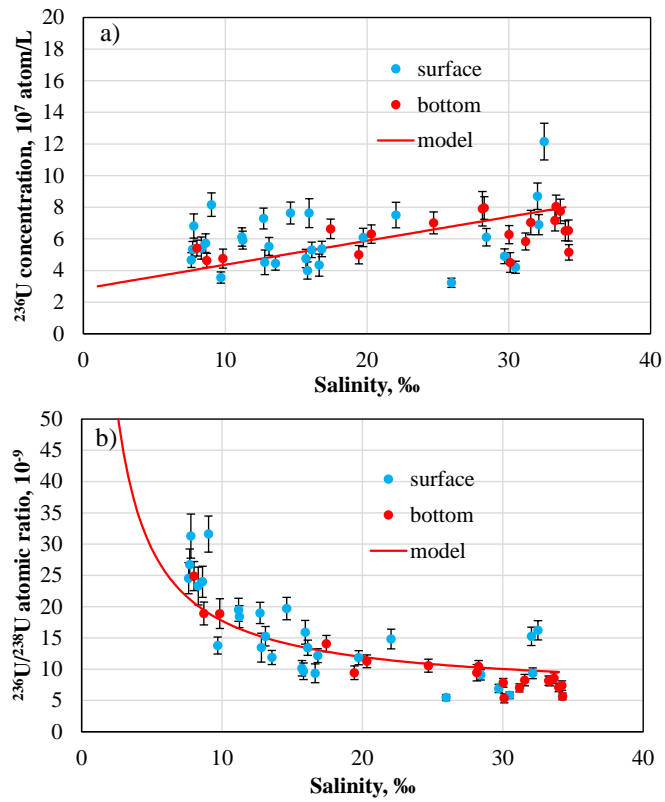 a)
20
18
16
14
12
10
8
6
4
2
0
²³⁶U concentration, 10⁷ atom/L
surface
bottom
model
0 10 20 30 40
Salinity, ‰
b)
50
45
40
35
30
25
20
15
10
5
0
²³⁶U/²³⁸U atomic ratio, 10⁻⁹
surface
bottom
model
0 10 20 30 40
Salinity, ‰